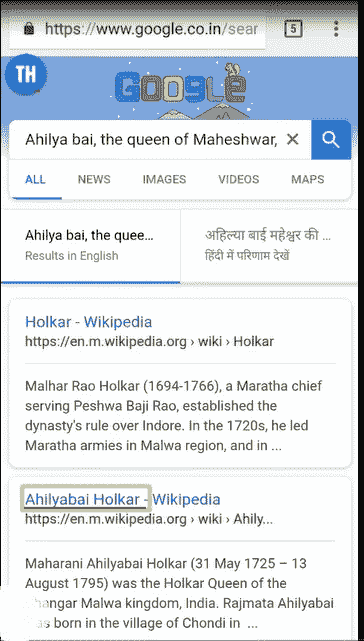 https://www.google.co.in/sear
5
TH
Google
Ahilya bai, the queen of Maheshwar,
ALL NEWS IMAGES VIDEOS MAPS
Ahilya bai, the quee...
Results in English
अहिल्या बाई महेश्वर की ...
हिंदी में परिणाम देखें
Holkar - Wikipedia
https://en.m.wikipedia.org › wiki › Holkar
Malhar Rao Holkar (1694-1766), a Maratha chief
serving Peshwa Baji Rao, established the
dynasty's rule over Indore. In the 1720s, he led
Maratha armies in Malwa region, and in ...
Ahilyabai Holkar - Wikipedia
https://en.m.wikipedia.org › wiki › Ahily...
Maharani Ahilyabai Holkar (31 May 1725 –
13
August 1795) was the Holkar Queen of the
Malwa kingdom, India. Rajmata Ahilyabai
born in the village of Chondi in ...